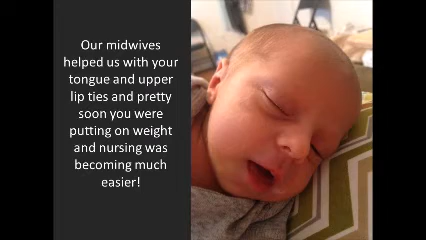 Our midwives
helped us with your
tongue and upper
lip ties and pretty
soon you were
putting on weight
and nursing was
becoming much
easier!